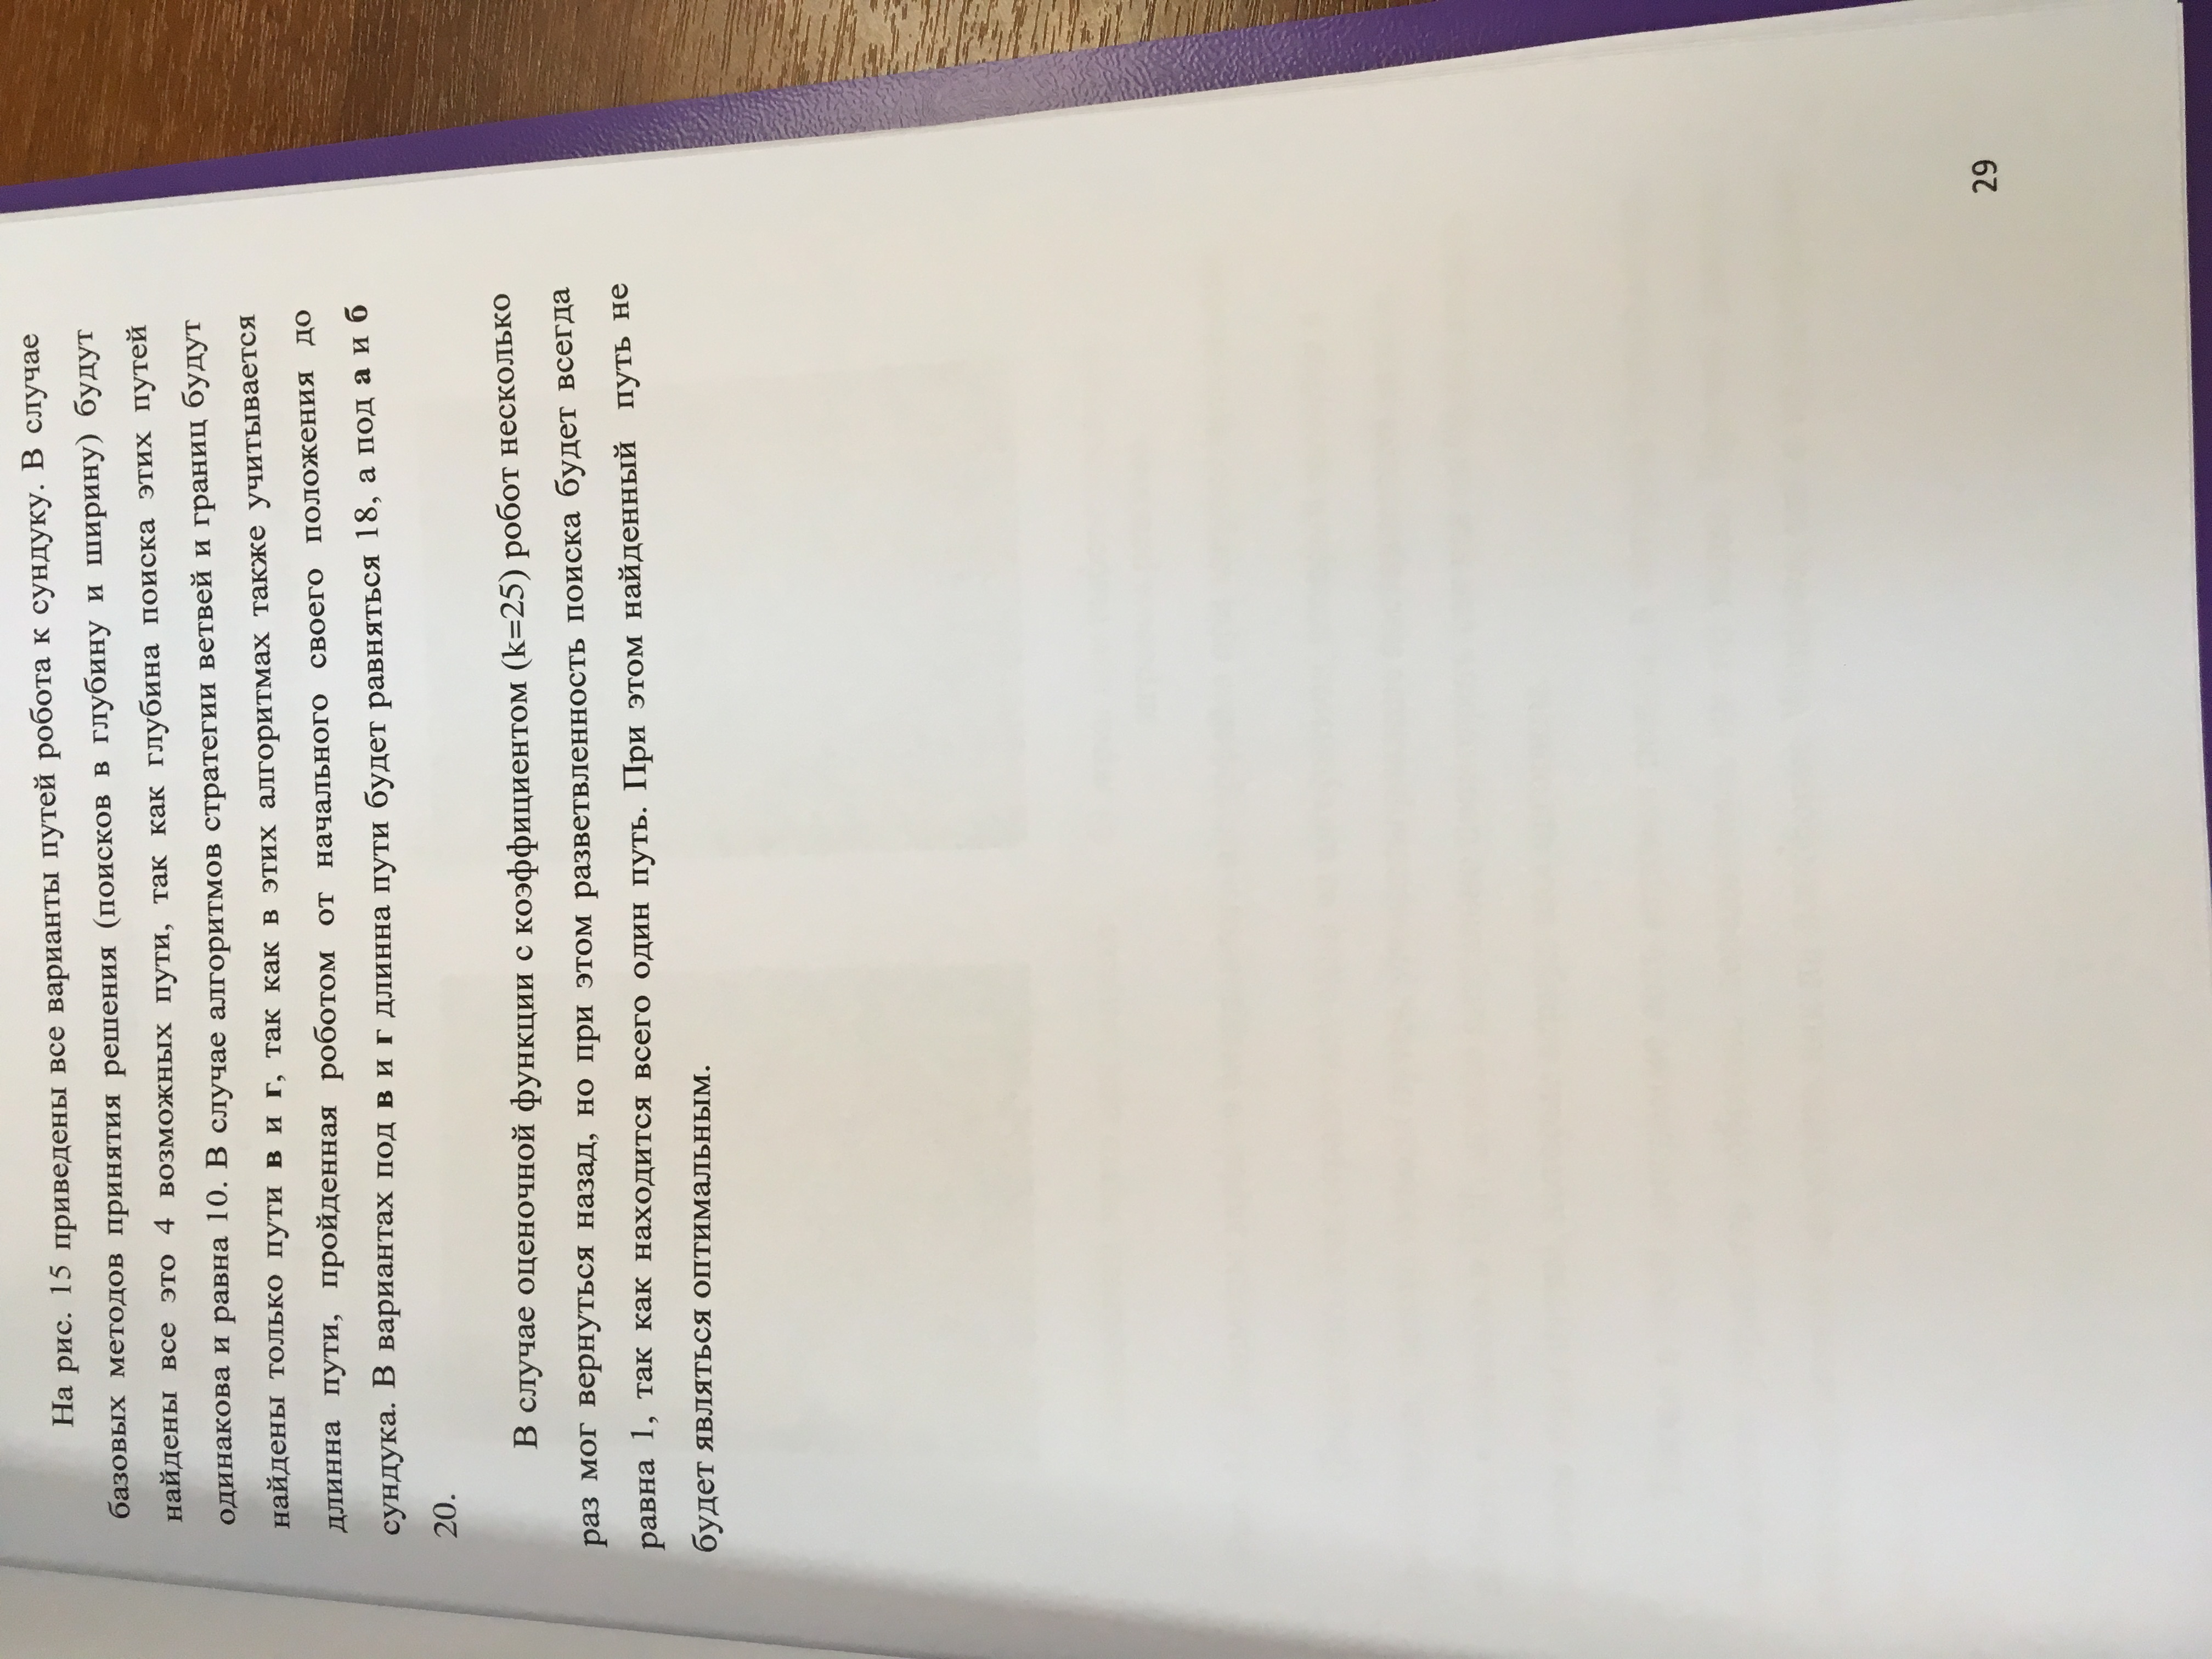 На рис. 15 приведены все варианты путей робота к сундуку. В случае
базовых методов принятия решения (поисков в глубину и ширину) будут
найдены все это 4 возможных пути, так как глубина поиска этих путей
одинакова и равна 10. В случае алгоритмов стратегии ветвей и границ будут
найдены только пути в и г, так как в этих алгоритмах также учитывается
длинна пути, пройденная роботом от начального своего положения до
сундука. В вариантах под в и г длинна пути будет равняться 18, а под а и б
20.
В случае оценочной функции с коэффициентом (k=25) робот несколько
раз мог вернуться назад, но при этом разветвленность поиска будет всегда
равна 1, так как находится всего один путь. При этом найденный путь не
будет являться оптимальным.
29